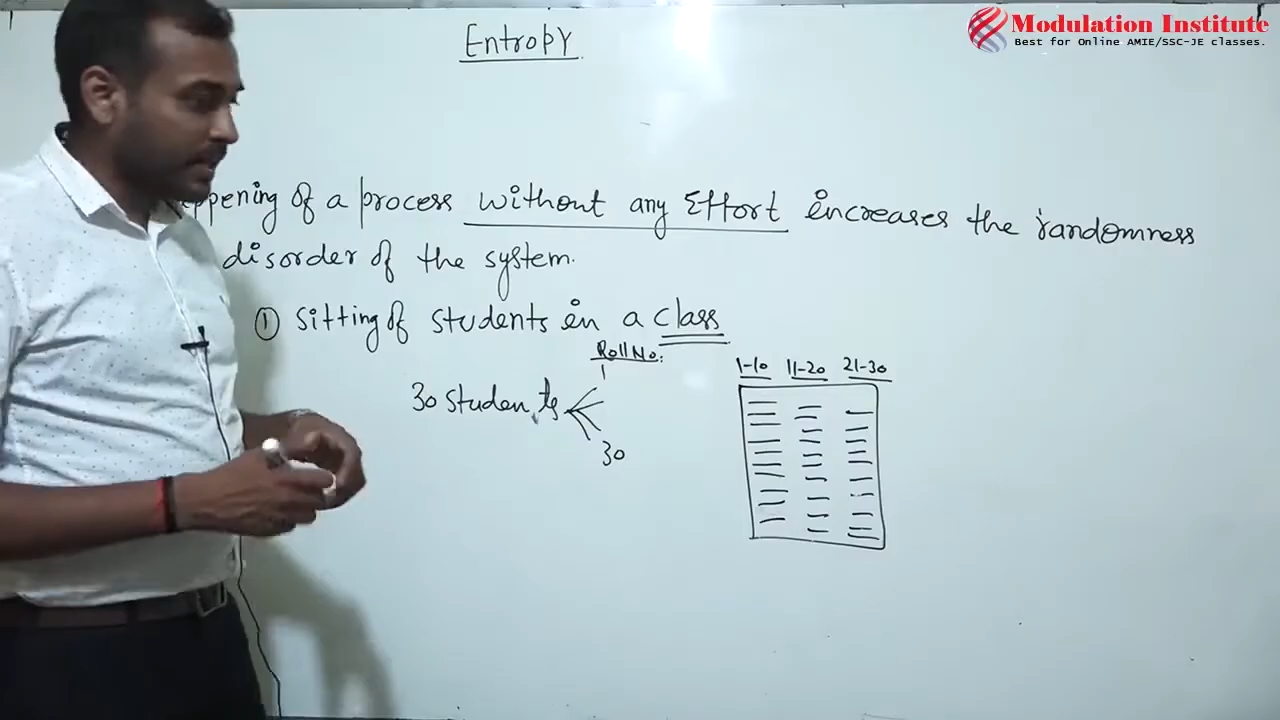 Modulation Institute
Best for Online AMIE/SSC-JE classes.
Entropy
ppening of a process without any Effort increases the randomness
disorder of the system.
① Sitting of students in a class
Roll No.
1-10 11-20 21-30
1
30 Students
30